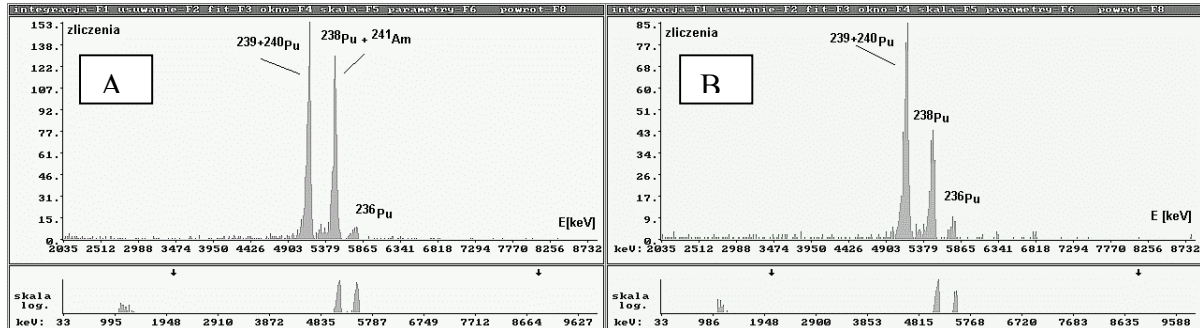 integracja-F1 usuwanie-F2 fit-F3 okno-F4 skala-F5 parametry-F6 powrot-F8
153.
138.
122.
107.
92.
76.
61.
46.
31.
15.
0.
zliczenia
A
239+240Pu
238Pu + 241Am
236Pu
E[keV]
2035 2512 2988 3474 3950 4426 4903 5379 5865 6341 6818 7294 7770 8256 8732
skala
log.
keV: 33 995 1948 2910 3872 4835 5787 6749 7712 8664 9627
integracja-F1 usuwanie-F2 fit-F3 okno-F4 skala-F5 parametry-F6 powrot-F8
85.
77.
68.
60.
51.
43.
34.
26.
17.
9.
0.
zliczenia
B
239+240Pu
238Pu
236Pu
E [keV]
keV: 2035 2512 2988 3474 3950 4426 4903 5379 5865 6341 6818 7294 7770 8256 8732
skala
log.
keV: 33 986 1948 2900 3853 4815 5768 6720 7683 8635 9588